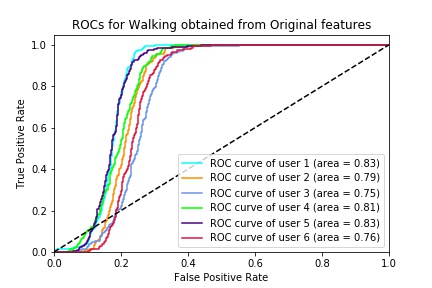 ROCs for Walking obtained from Original features
1.0
0.8
0.6
0.4
0.2
0.0
True Positive Rate
ROC curve of user 1 (area = 0.83)
ROC curve of user 2 (area = 0.79)
ROC curve of user 3 (area = 0.75)
ROC curve of user 4 (area = 0.81)
ROC curve of user 5 (area = 0.83)
ROC curve of user 6 (area = 0.76)
0.0 0.2 0.4 0.6 0.8 1.0
False Positive Rate